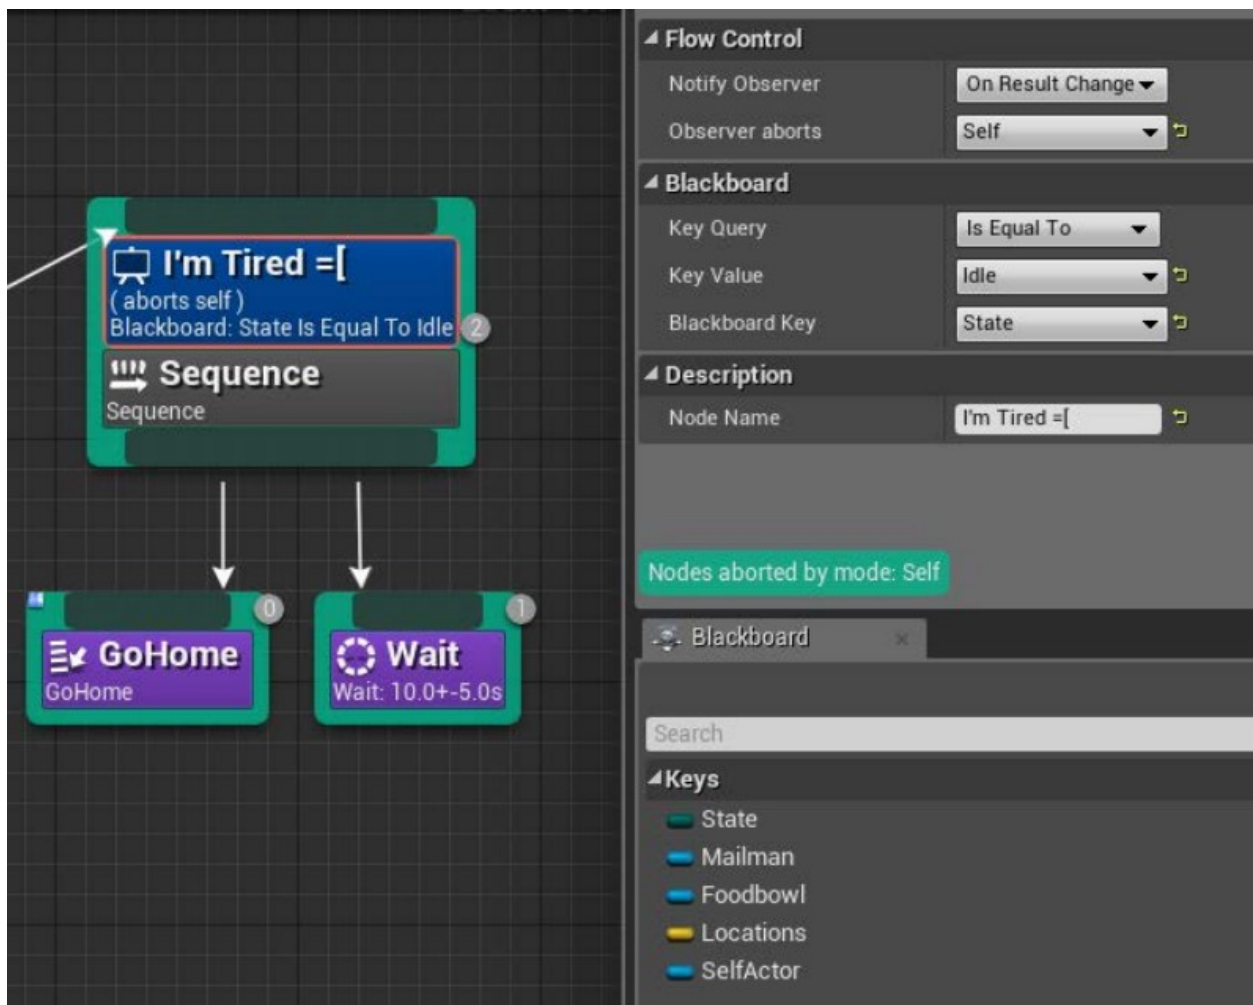 Flow Control
Notify Observer
On Result Change
Observer aborts
Self
Blackboard
Key Query
Is Equal To
Key Value
Idle
Blackboard Key
State
Description
Node Name
I'm Tired =[
Nodes aborted by mode: Self
Blackboard
Search
Keys
State
Mailman
Foodbowl
Locations
SelfActor
I'm Tired =[
( aborts self )
Blackboard: State Is Equal To Idle
2
Sequence
Sequence
0
GoHome
GoHome
1
Wait
Wait: 10.0+-5.0s